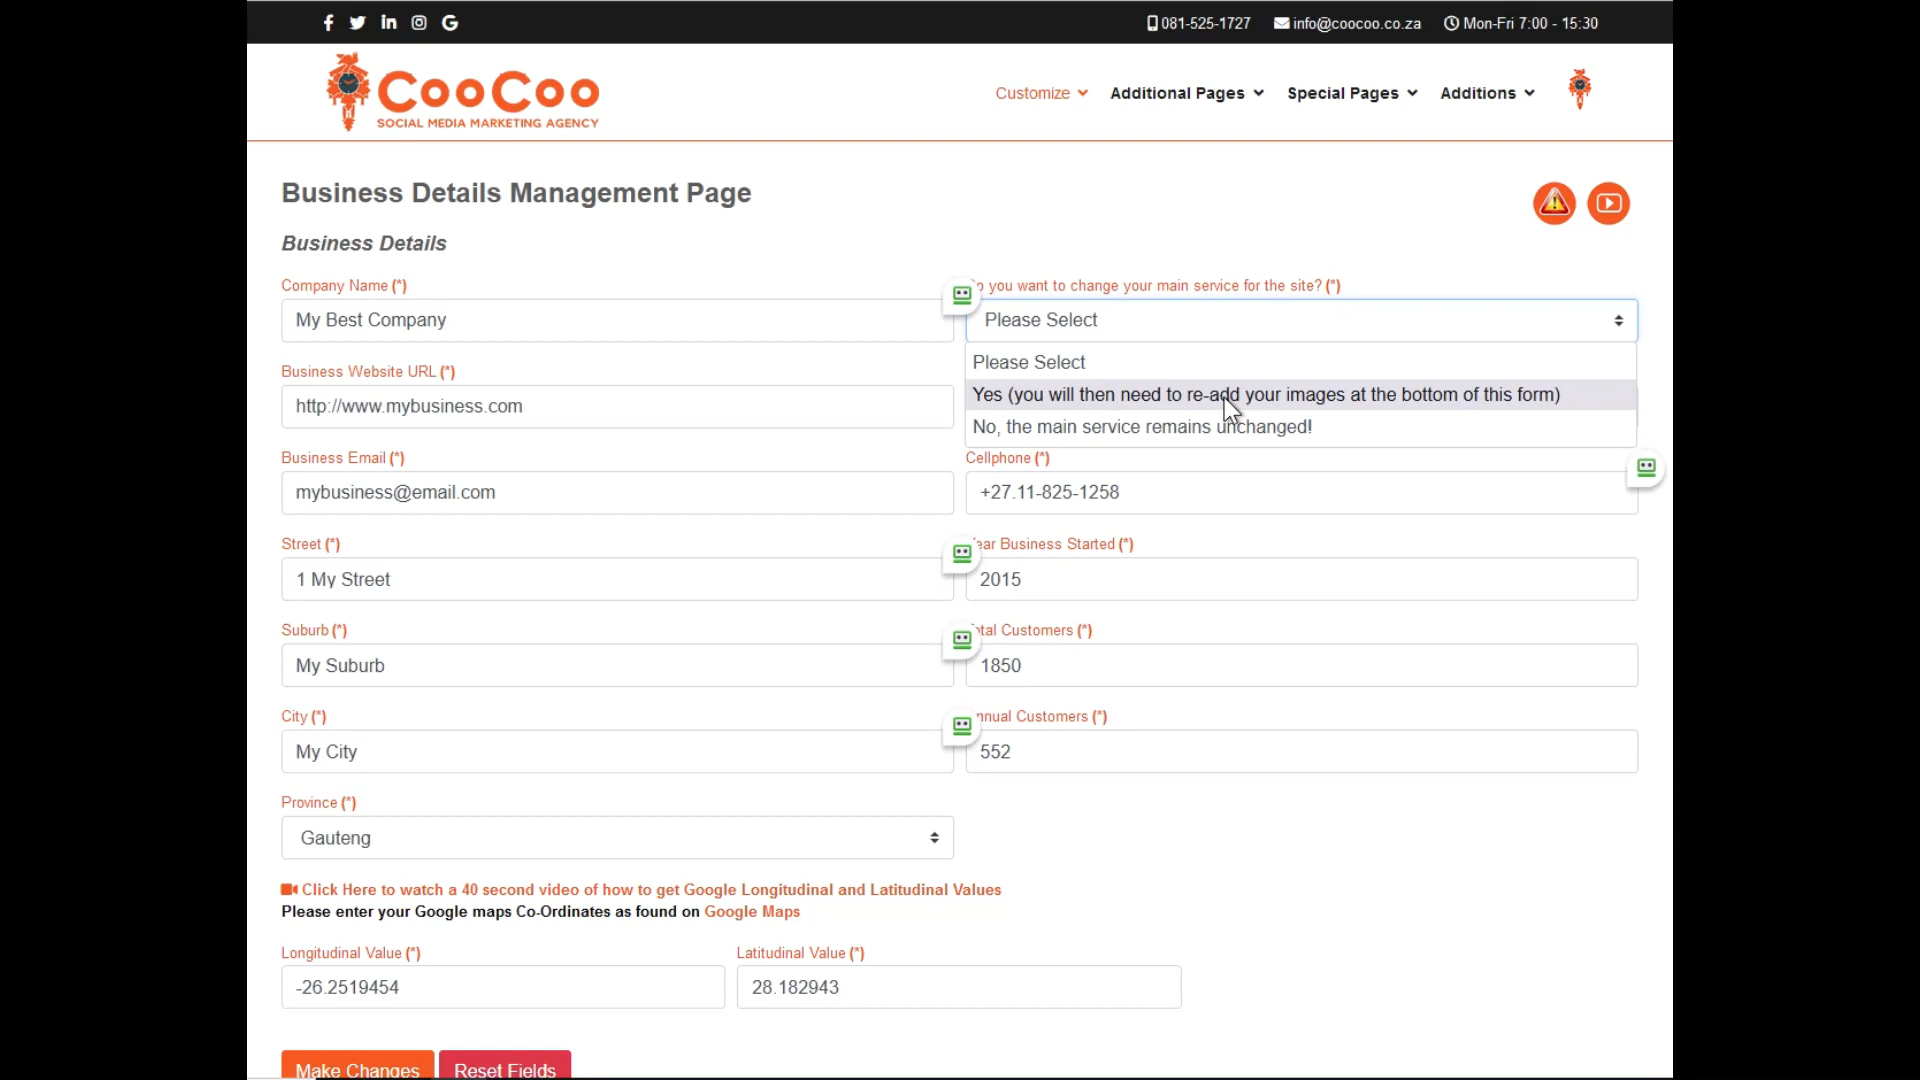 081-525-1727 info@coocoo.co.za Mon-Fri 7:00 - 15:30
COOCOO
SOCIAL MEDIA MARKETING AGENCY
Customize Additional Pages Special Pages Additions
Business Details Management Page
Business Details
Company Name (*)
My Best Company
you want to change your main service for the site? (*)
Please Select
Please Select
Yes (you will then need to re-add your images at the bottom of this form)
No, the main service remains unchanged!
Business Website URL (*)
http://www.mybusiness.com
Business Email (*)
mybusiness@email.com
Cellphone (*)
+27.11-825-1258
Street (*)
1 My Street
ear Business Started (*)
2015
Suburb (*)
My Suburb
tal Customers (*)
1850
City (*)
My City
nnual Customers (*)
552
Province (*)
Gauteng
Click Here to watch a 40 second video of how to get Google Longitudinal and Latitudinal Values
Please enter your Google maps Co-Ordinates as found on Google Maps
Longitudinal Value (*)
-26.2519454
Latitudinal Value (*)
28.182943
Make Changes Reset Fields